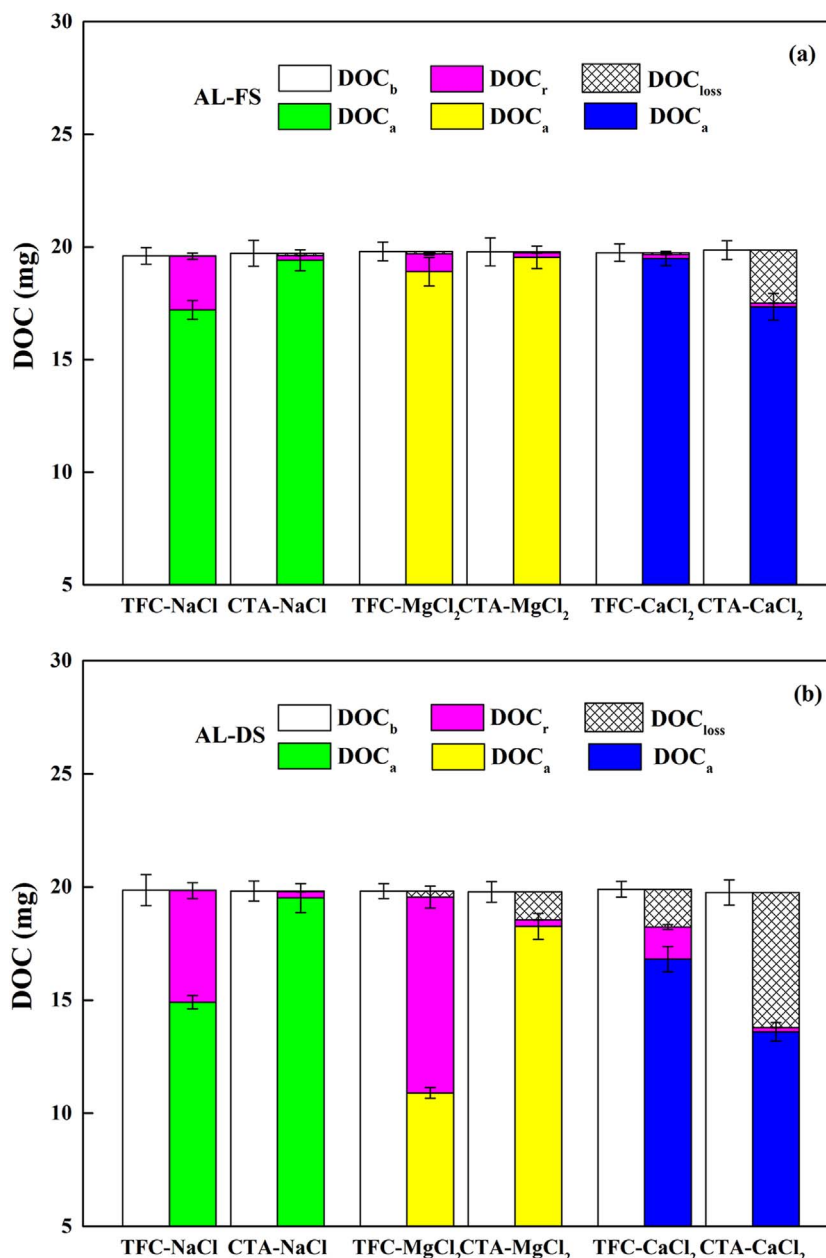 30
(a)
AL-FS
DOC_b DOC_r DOC_loss
DOC_a DOC_a DOC_a
25
20
15
10
5
DOC (mg)
TFC-NaCl CTA-NaCl TFC-MgCl₂ CTA-MgCl₂ TFC-CaCl₂ CTA-CaCl₂
30
(b)
AL-DS
DOC_b DOC_r DOC_loss
DOC_a DOC_a DOC_a
25
20
15
10
5
DOC (mg)
TFC-NaCl CTA-NaCl TFC-MgCl₂ CTA-MgCl₂ TFC-CaCl₂ CTA-CaCl₂